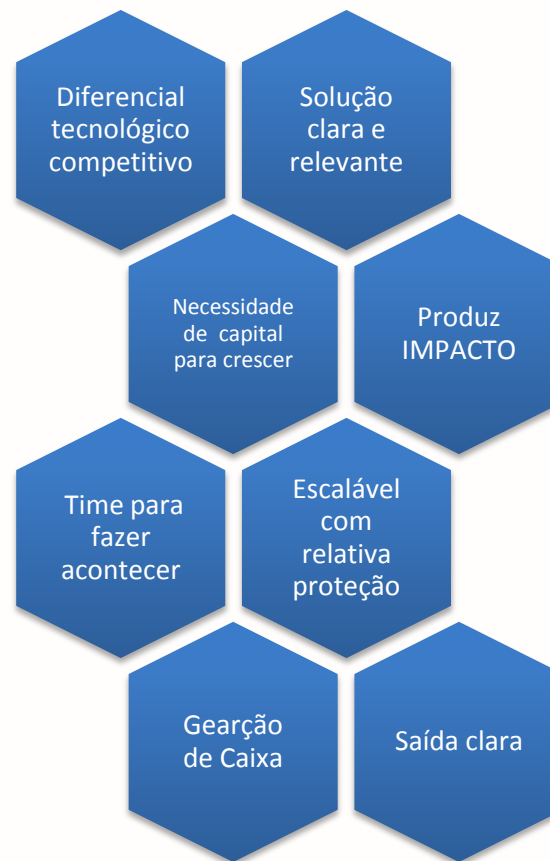 Diferencial
tecnológico
competitivo
Solução
clara e
relevante
Necessidade
de capital
para crescer
Produz
IMPACTO
Time para
fazer
acontecer
Escalável
com
relativa
proteção
Gearção
de Caixa
Saída clara